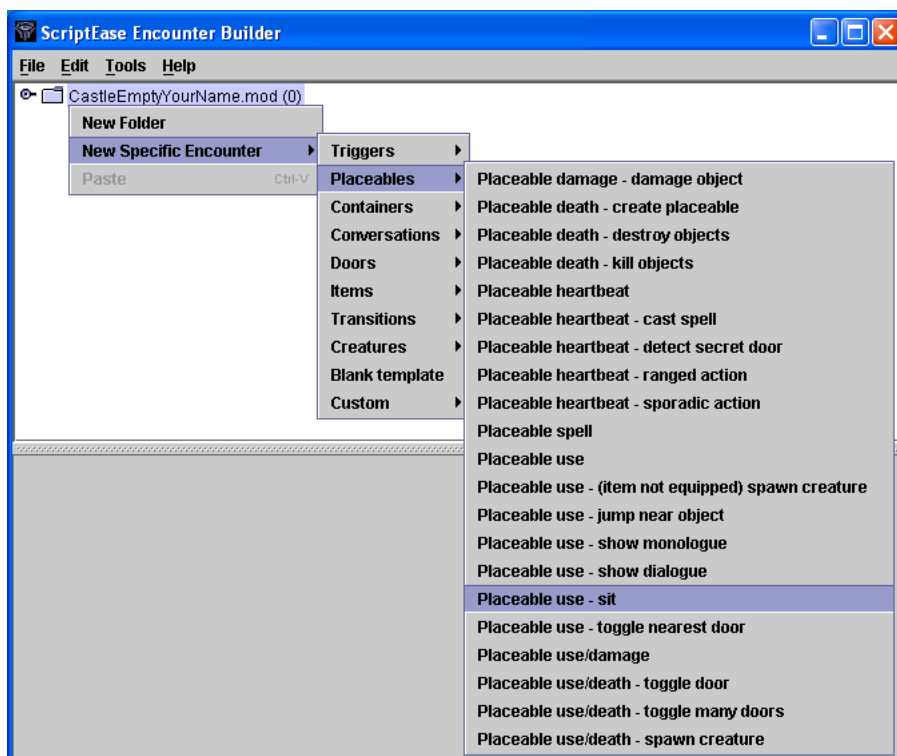 ScriptEase Encounter Builder
File Edit Tools Help
CastleEmptyYourName.mod (0)
New Folder
New Specific Encounter
Paste Ctrl-V
Triggers
Placeables
Containers
Conversations
Doors
Items
Transitions
Creatures
Blank template
Custom
Placeable damage - damage object
Placeable death - create placeable
Placeable death - destroy objects
Placeable death - kill objects
Placeable heartbeat
Placeable heartbeat - cast spell
Placeable heartbeat - detect secret door
Placeable heartbeat - ranged action
Placeable heartbeat - sporadic action
Placeable spell
Placeable use
Placeable use - (item not equipped) spawn creature
Placeable use - jump near object
Placeable use - show monologue
Placeable use - show dialogue
Placeable use - sit
Placeable use - toggle nearest door
Placeable use/damage
Placeable use/death - toggle door
Placeable use/death - toggle many doors
Placeable use/death - spawn creature